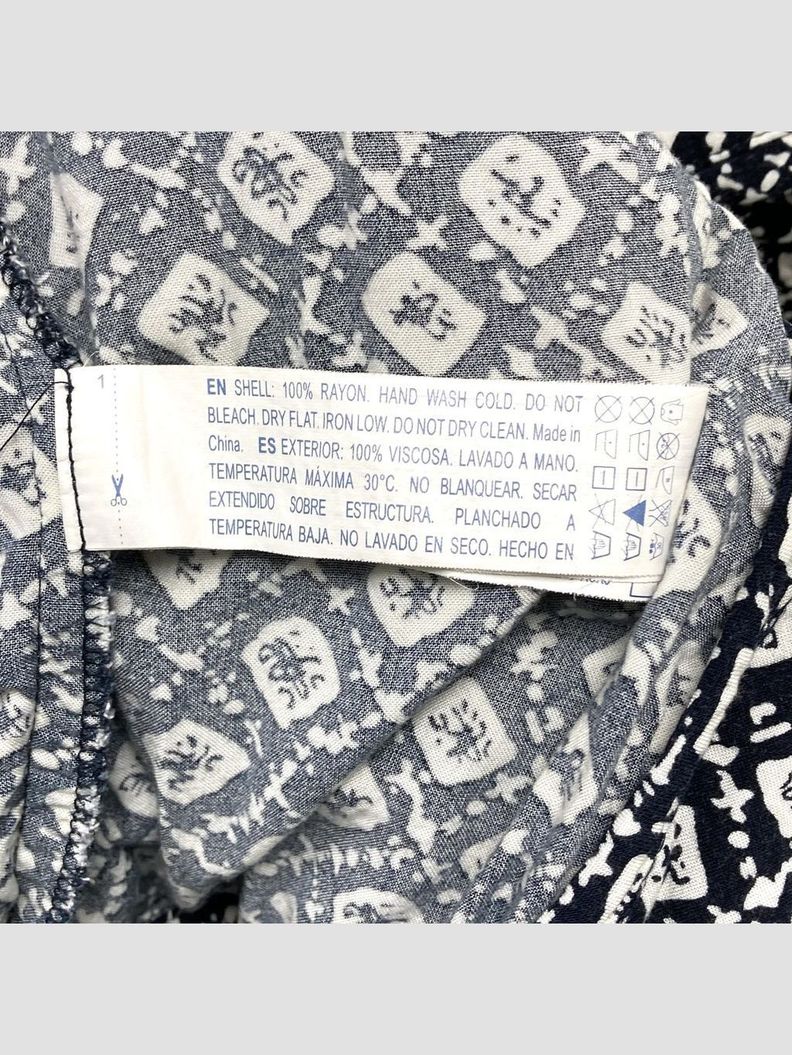 1
EN SHELL: 100% RAYON. HAND WASH COLD. DO NOT
BLEACH. DRY FLAT. IRON LOW. DO NOT DRY CLEAN. Made in
China. ES EXTERIOR: 100% VISCOSA. LAVADO A MANO.
TEMPERATURA MÁXIMA 30°C. NO BLANQUEAR. SECAR
EXTENDIDO SOBRE ESTRUCTURA. PLANCHADO A
TEMPERATURA BAJA. NO LAVADO EN SECO. HECHO EN